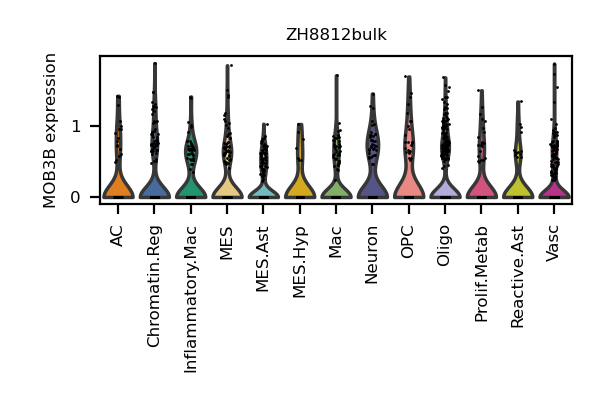 ZH8812bulk
MOB3B expression
1
0
AC
Chromatin.Reg
Inflammatory.Mac
MES
MES.Ast
MES.Hyp
Mac
Neuron
OPC
Oligo
Prolif.Metab
Reactive.Ast
Vasc